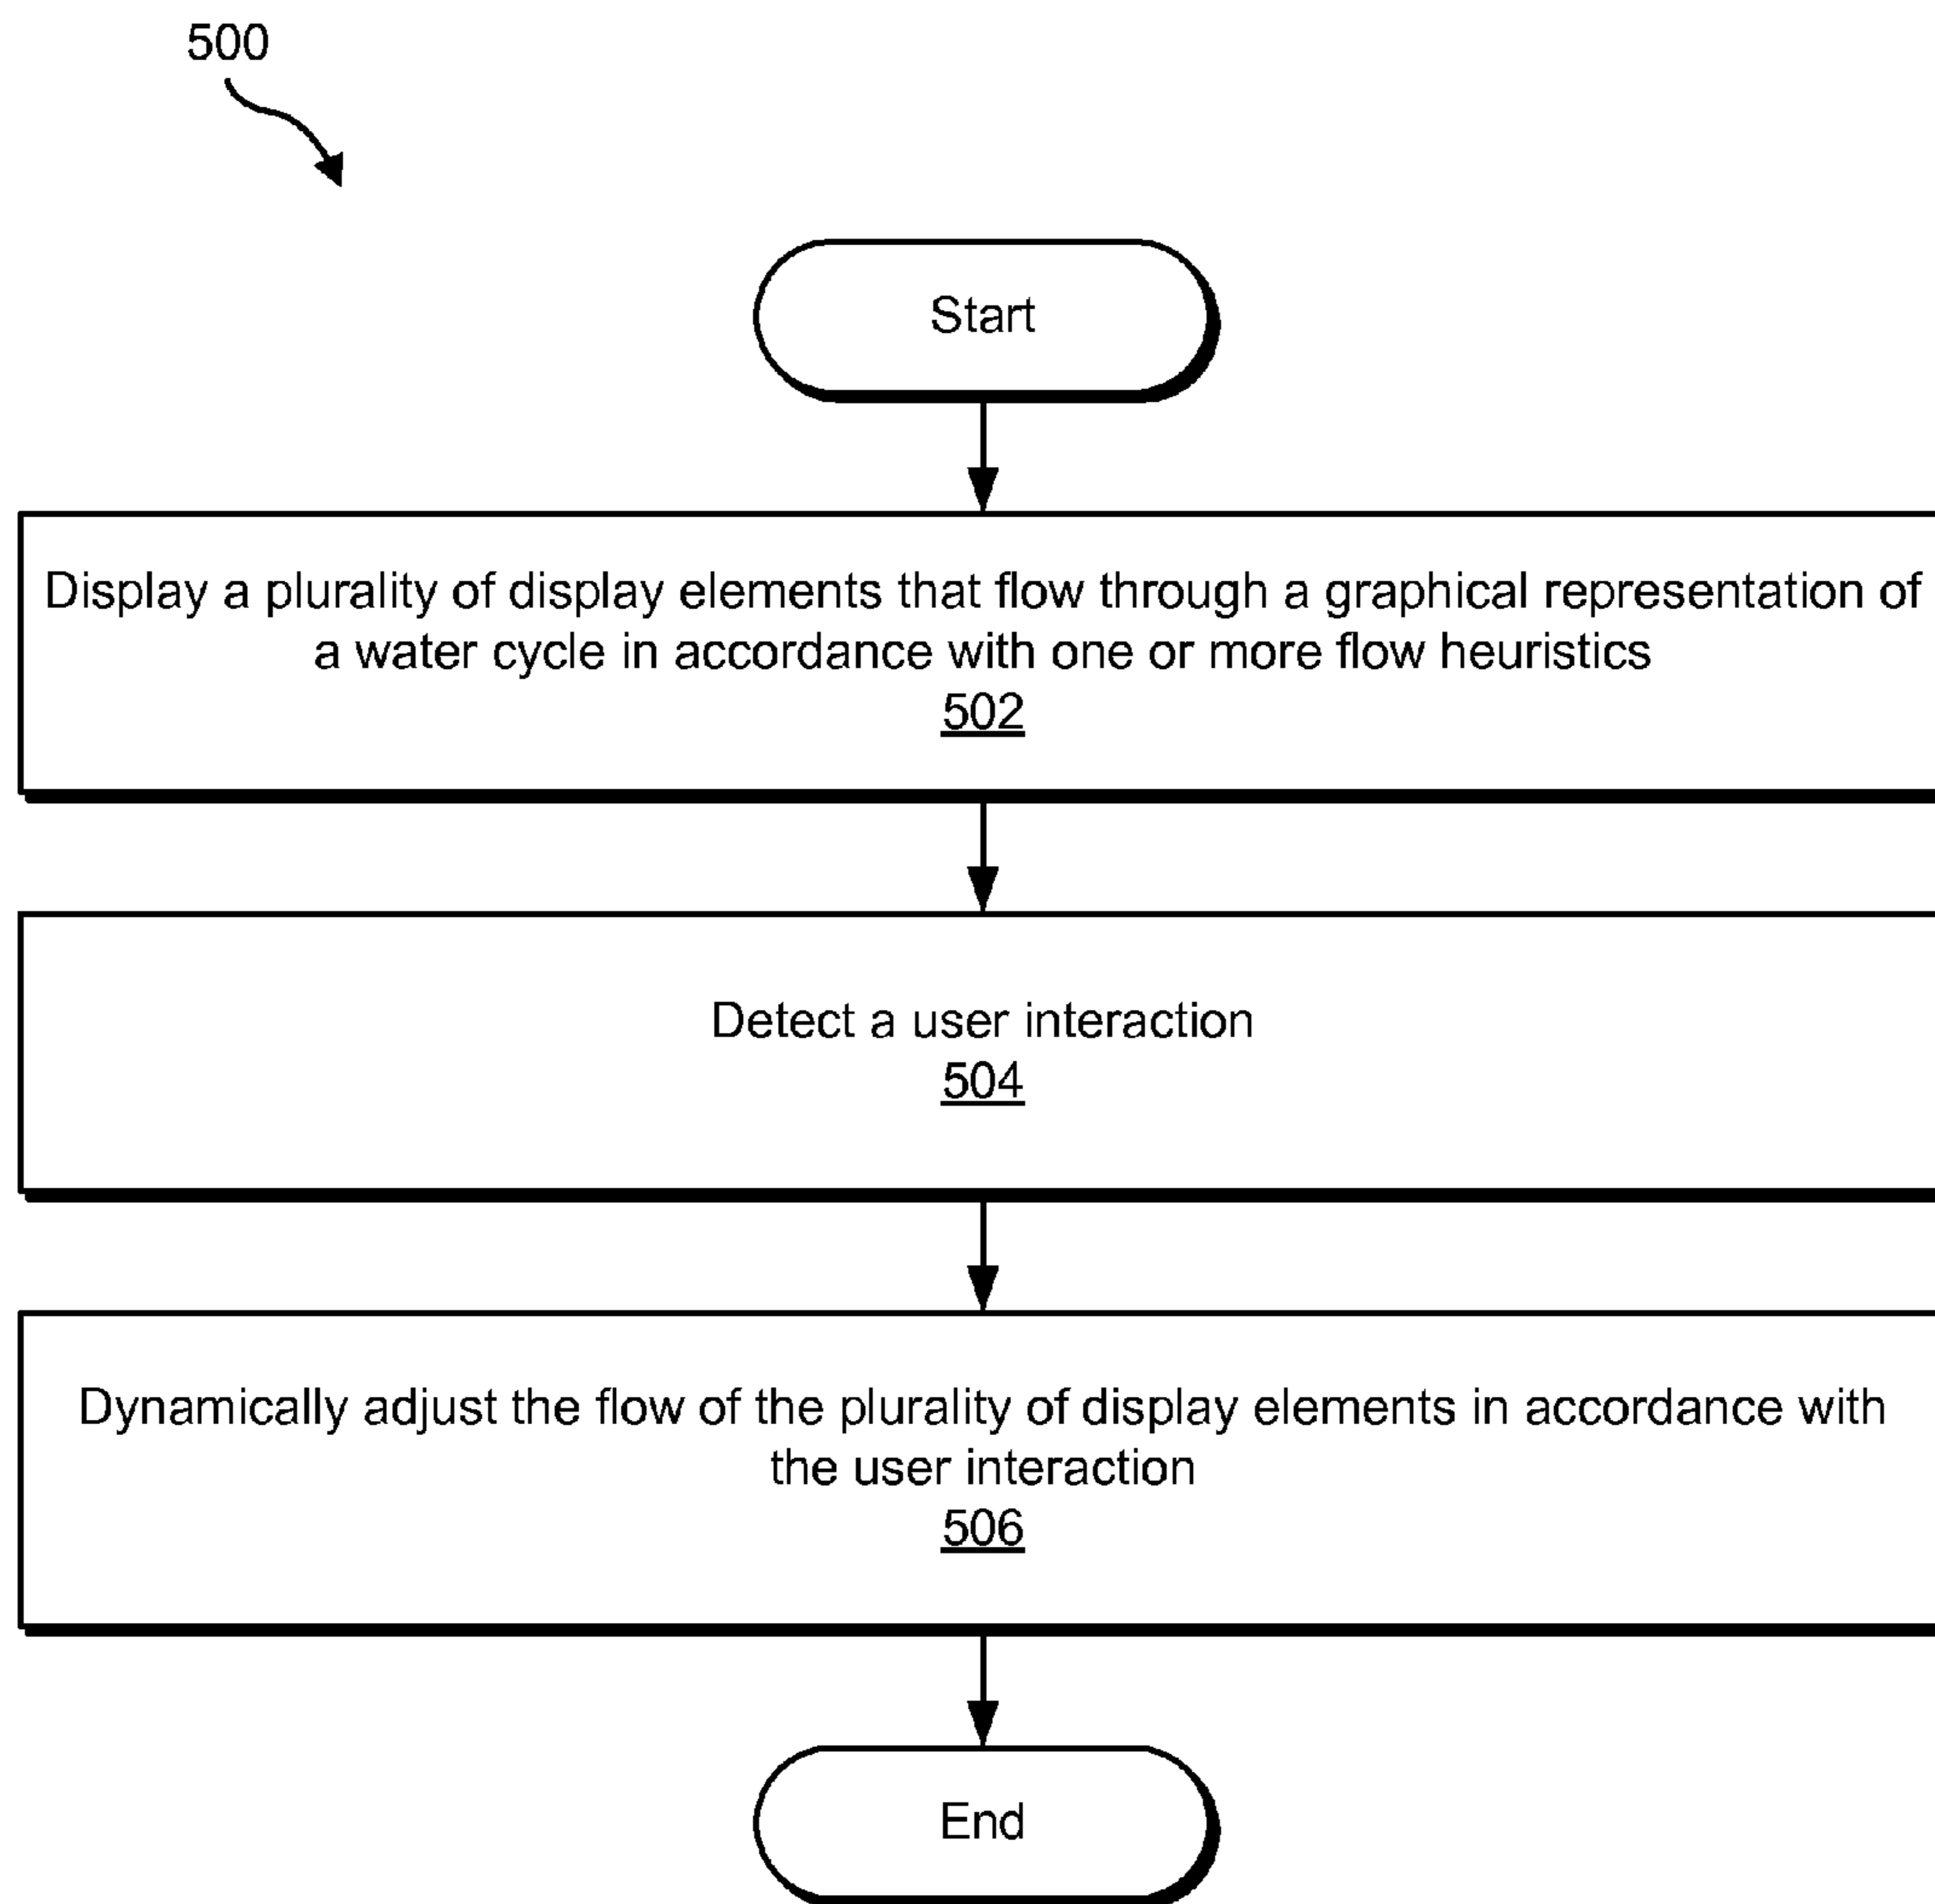 500
Start
Display a plurality of display elements that flow through a graphical representation of
a water cycle in accordance with one or more flow heuristics
502
Detect a user interaction
504
Dynamically adjust the flow of the plurality of display elements in accordance with
the user interaction
506
End